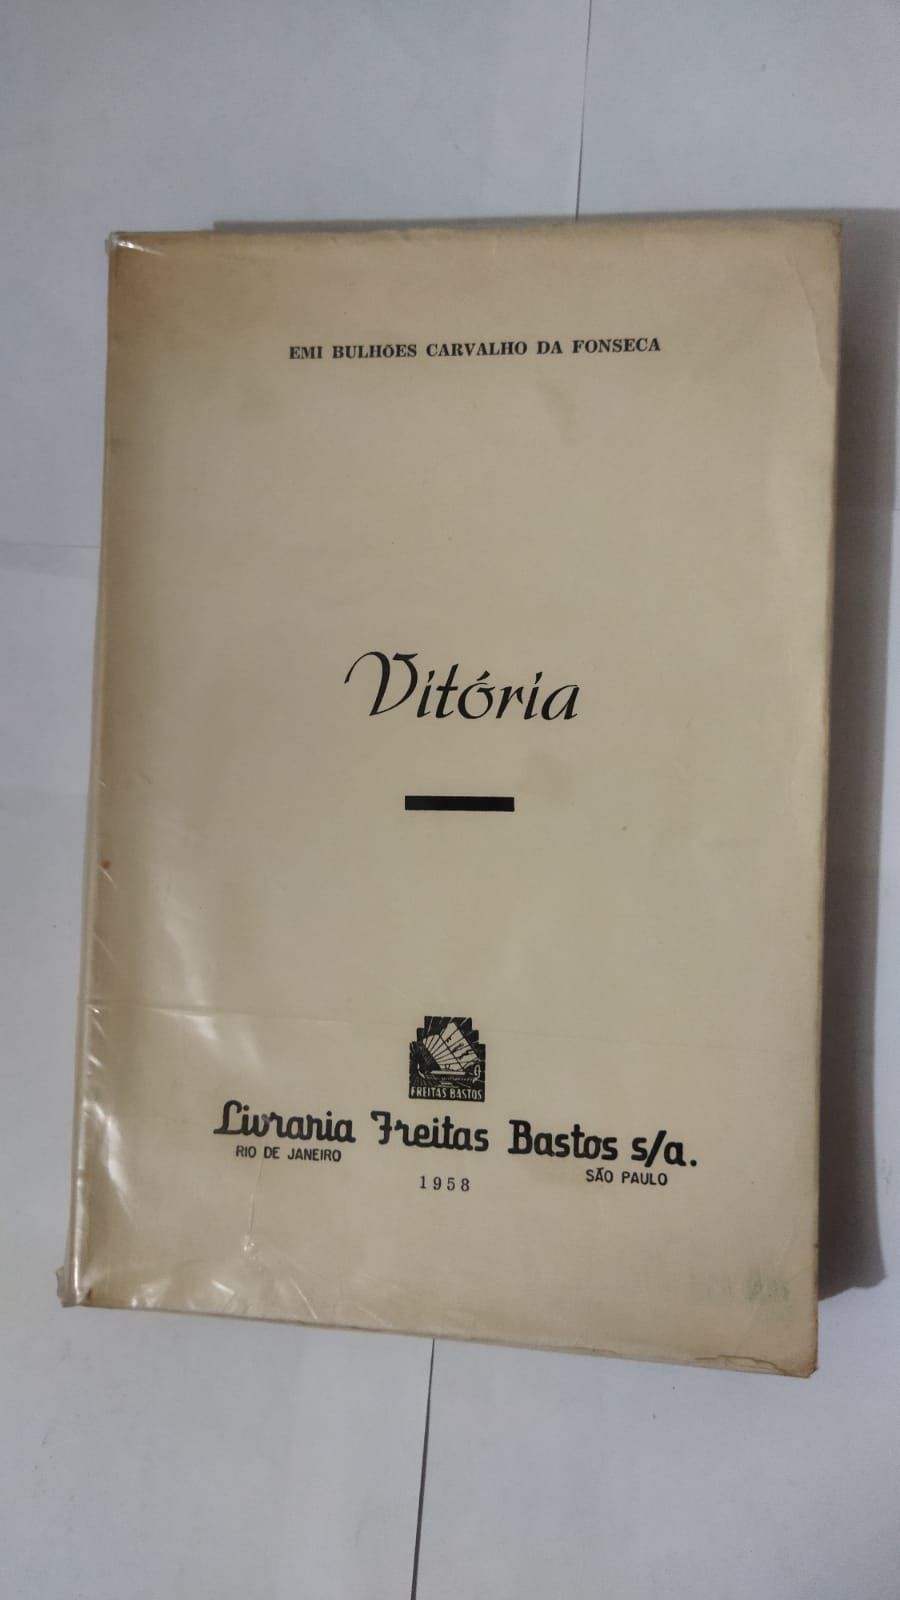 EMI BULHÕES CARVALHO DA FONSECA
Vitória
FREITAS BASTOS
Livraria Freitas Bastos s/a.
RIO DE JANEIRO
SÃO PAULO
1958